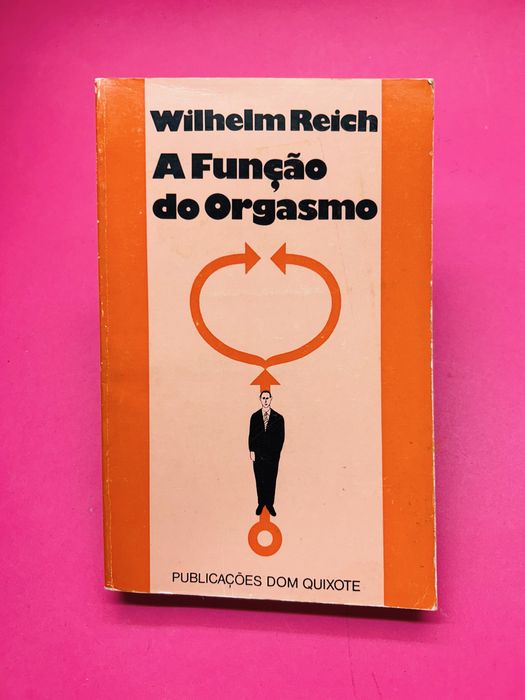 Wilhelm Reich
A Função
do Orgasmo
PUBLICAÇÕES DOM QUIXOTE